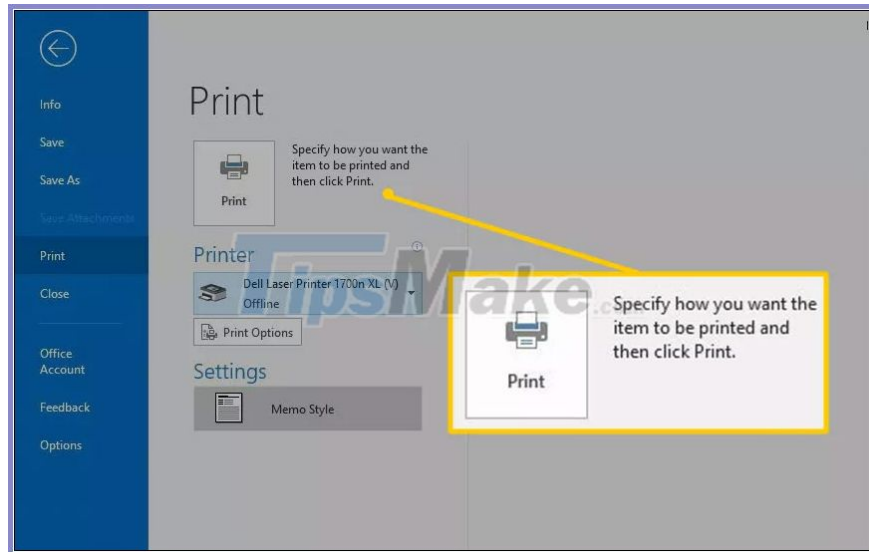 Info
Save
Save As
Save Attachments
Print
Close
Office
Account
Feedback
Options
Print
Print
Specify how you want the
item to be printed and
then click Print.
Printer
Dell Laser Printer 1700n XL (V)
Offline
Print Options
Settings
Memo Style
TipsMake.com
Print
Specify how you want the
item to be printed and
then click Print.